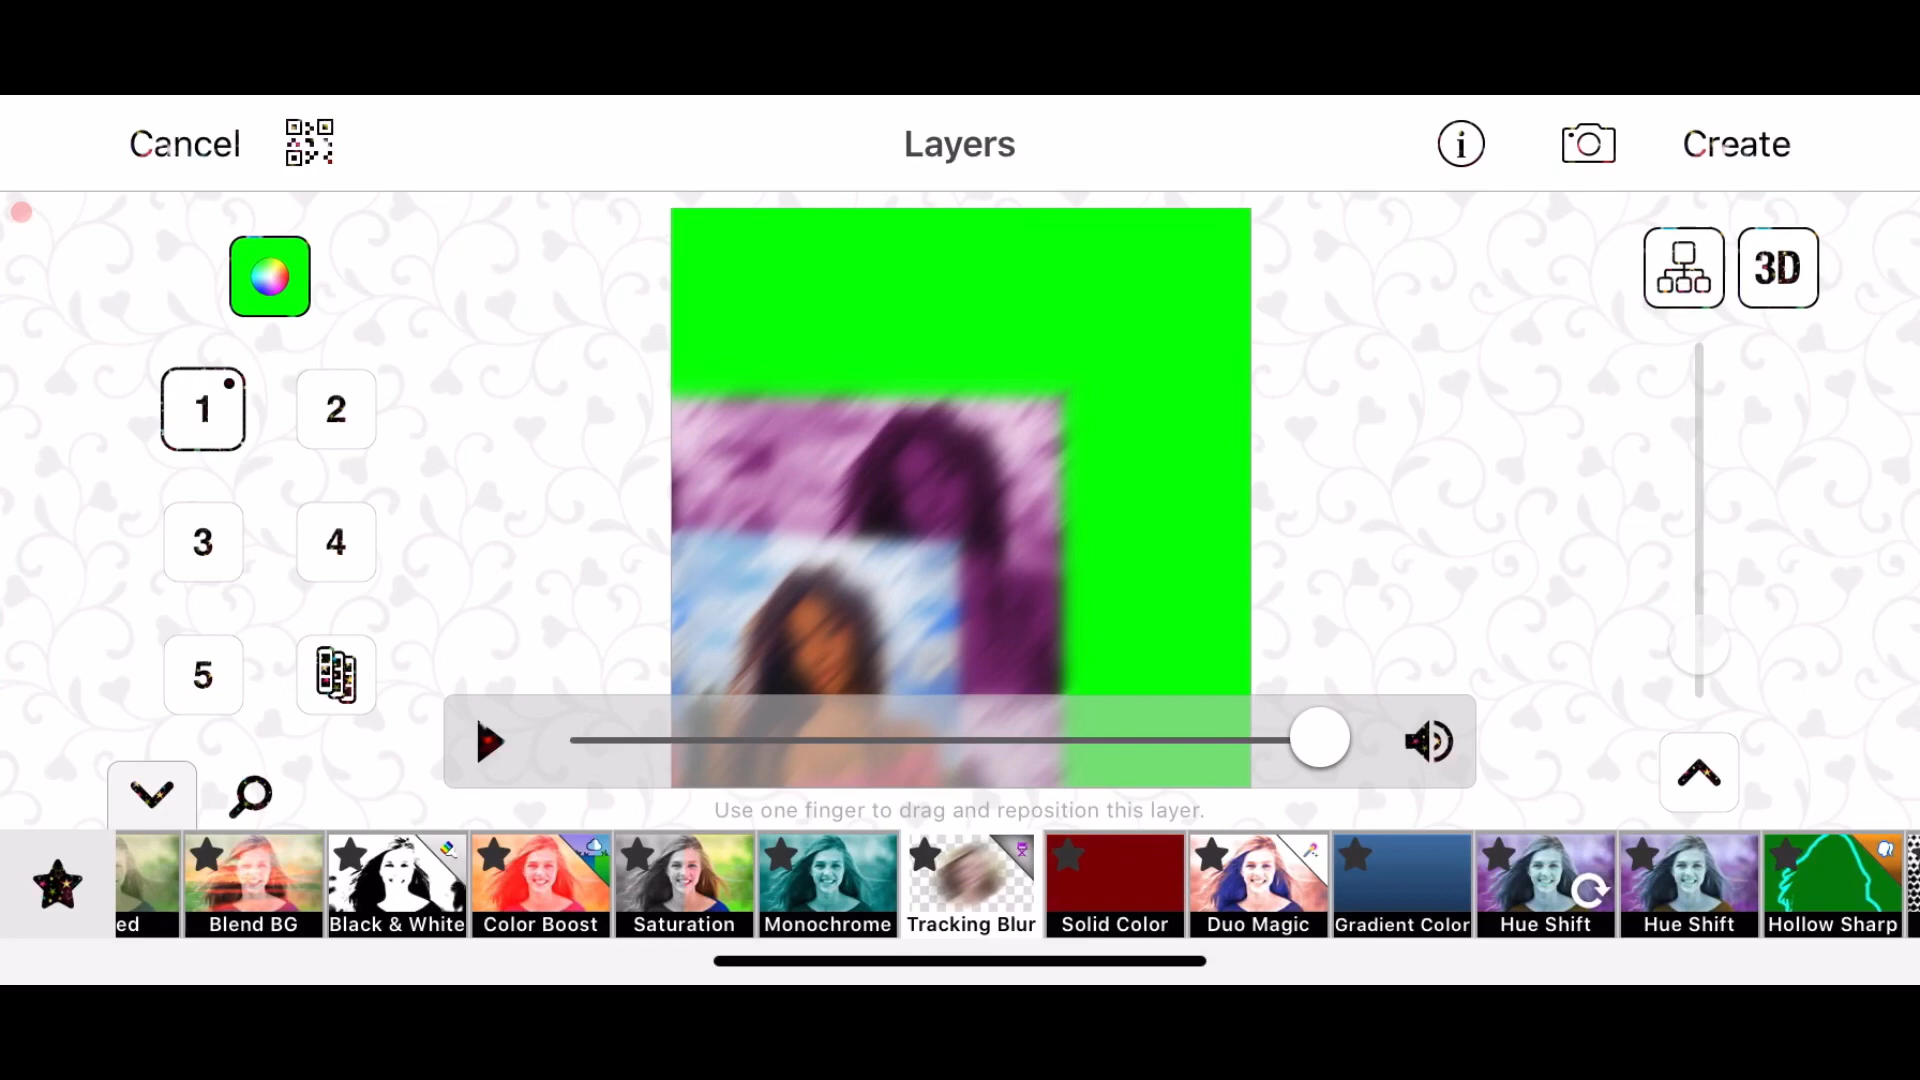 Cancel
Layers
i
Create
3D
1
2
3
4
5
Use one finger to drag and reposition this layer.
ed
Blend BG
Black & White
Color Boost
Saturation
Monochrome
Tracking Blur
Solid Color
Duo Magic
Gradient Color
Hue Shift
Hue Shift
Hollow Sharp